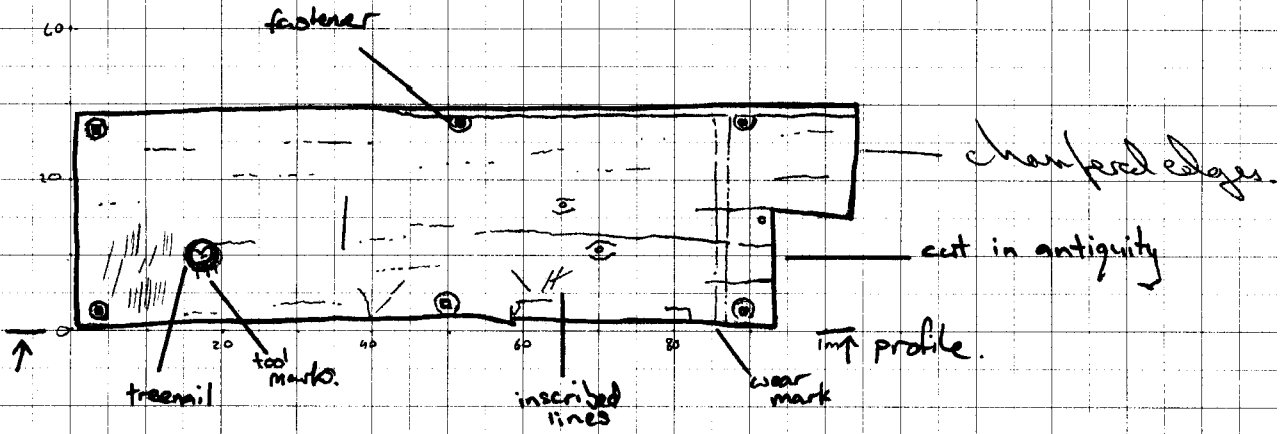 60
fastener
chamfered edges.
20
cut in antiquity
0
20
40
60
80
1m
profile.
treenail
tool
marks.
inscribed
lines
wear
mark